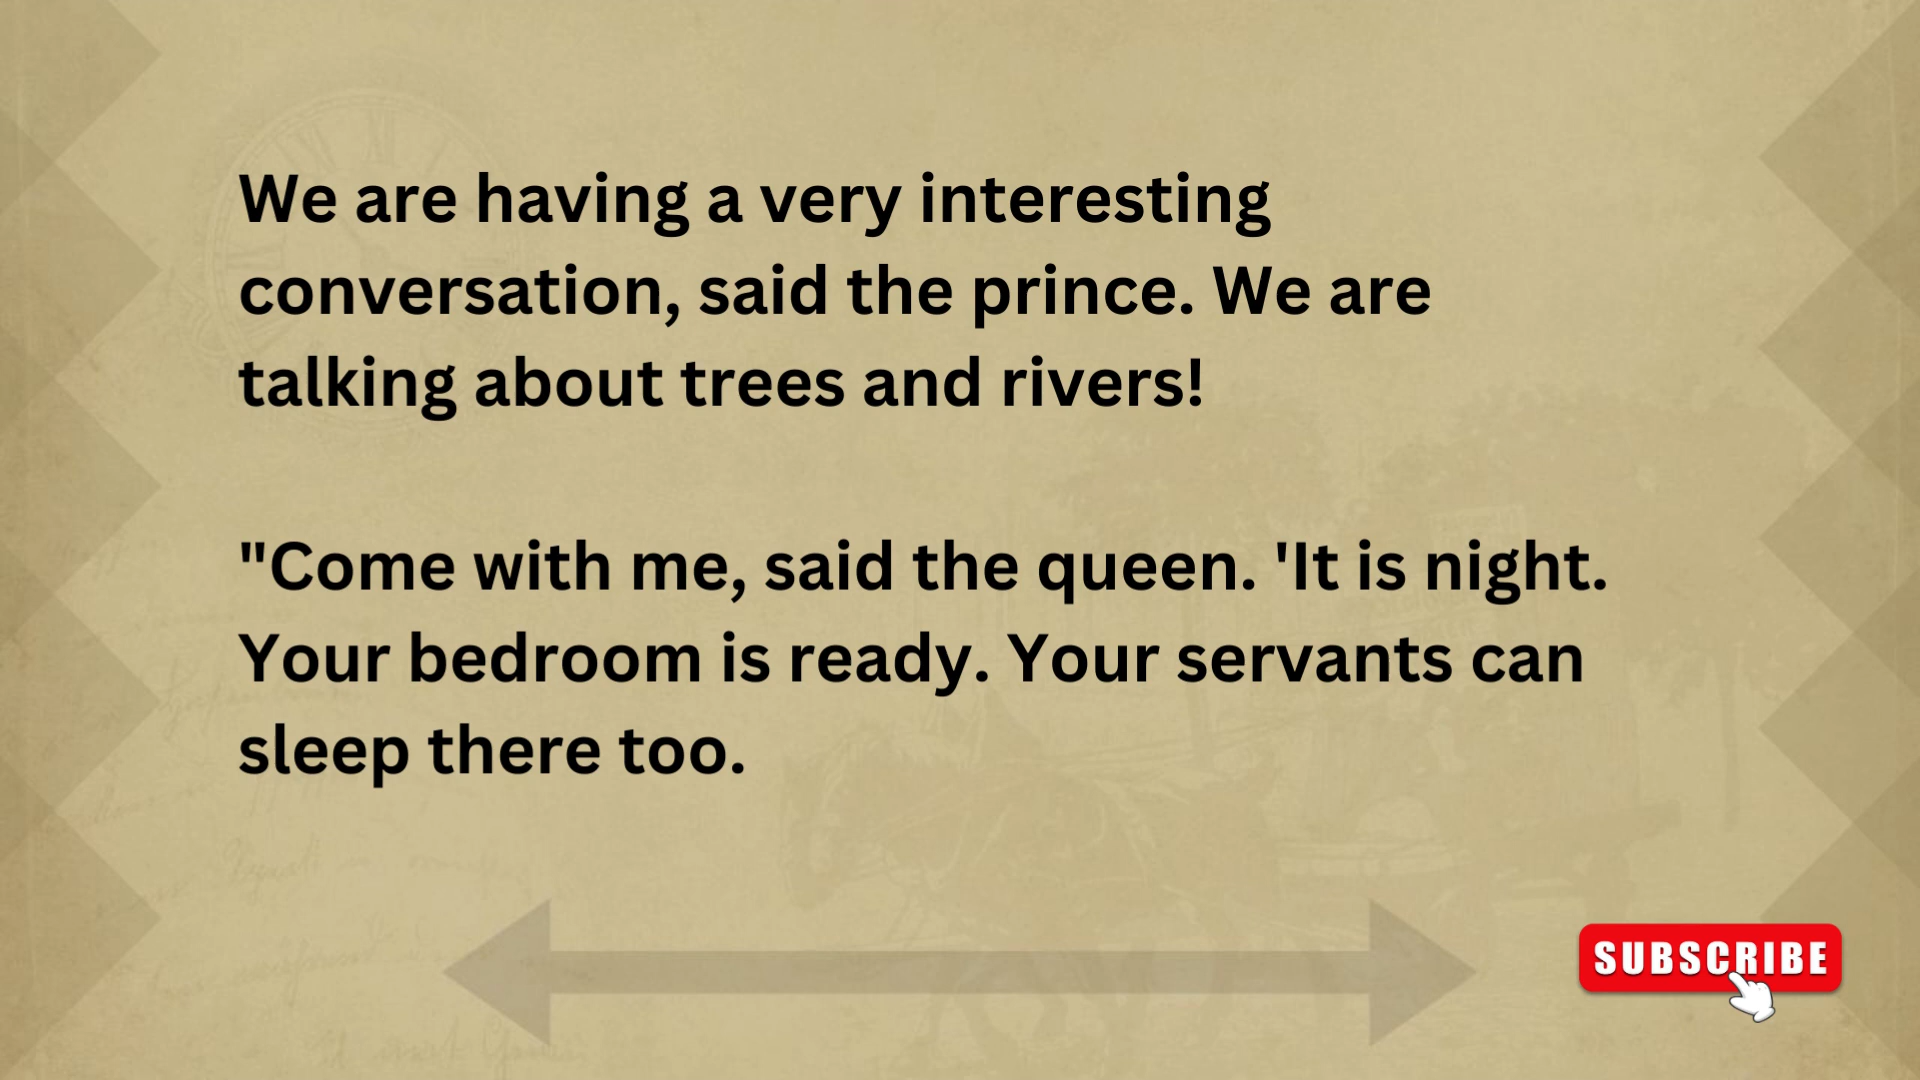 We are having a very interesting
conversation, said the prince. We are
talking about trees and rivers!
"Come with me, said the queen. 'It is night.
Your bedroom is ready. Your servants can
sleep there too.
SUBSCRIBE